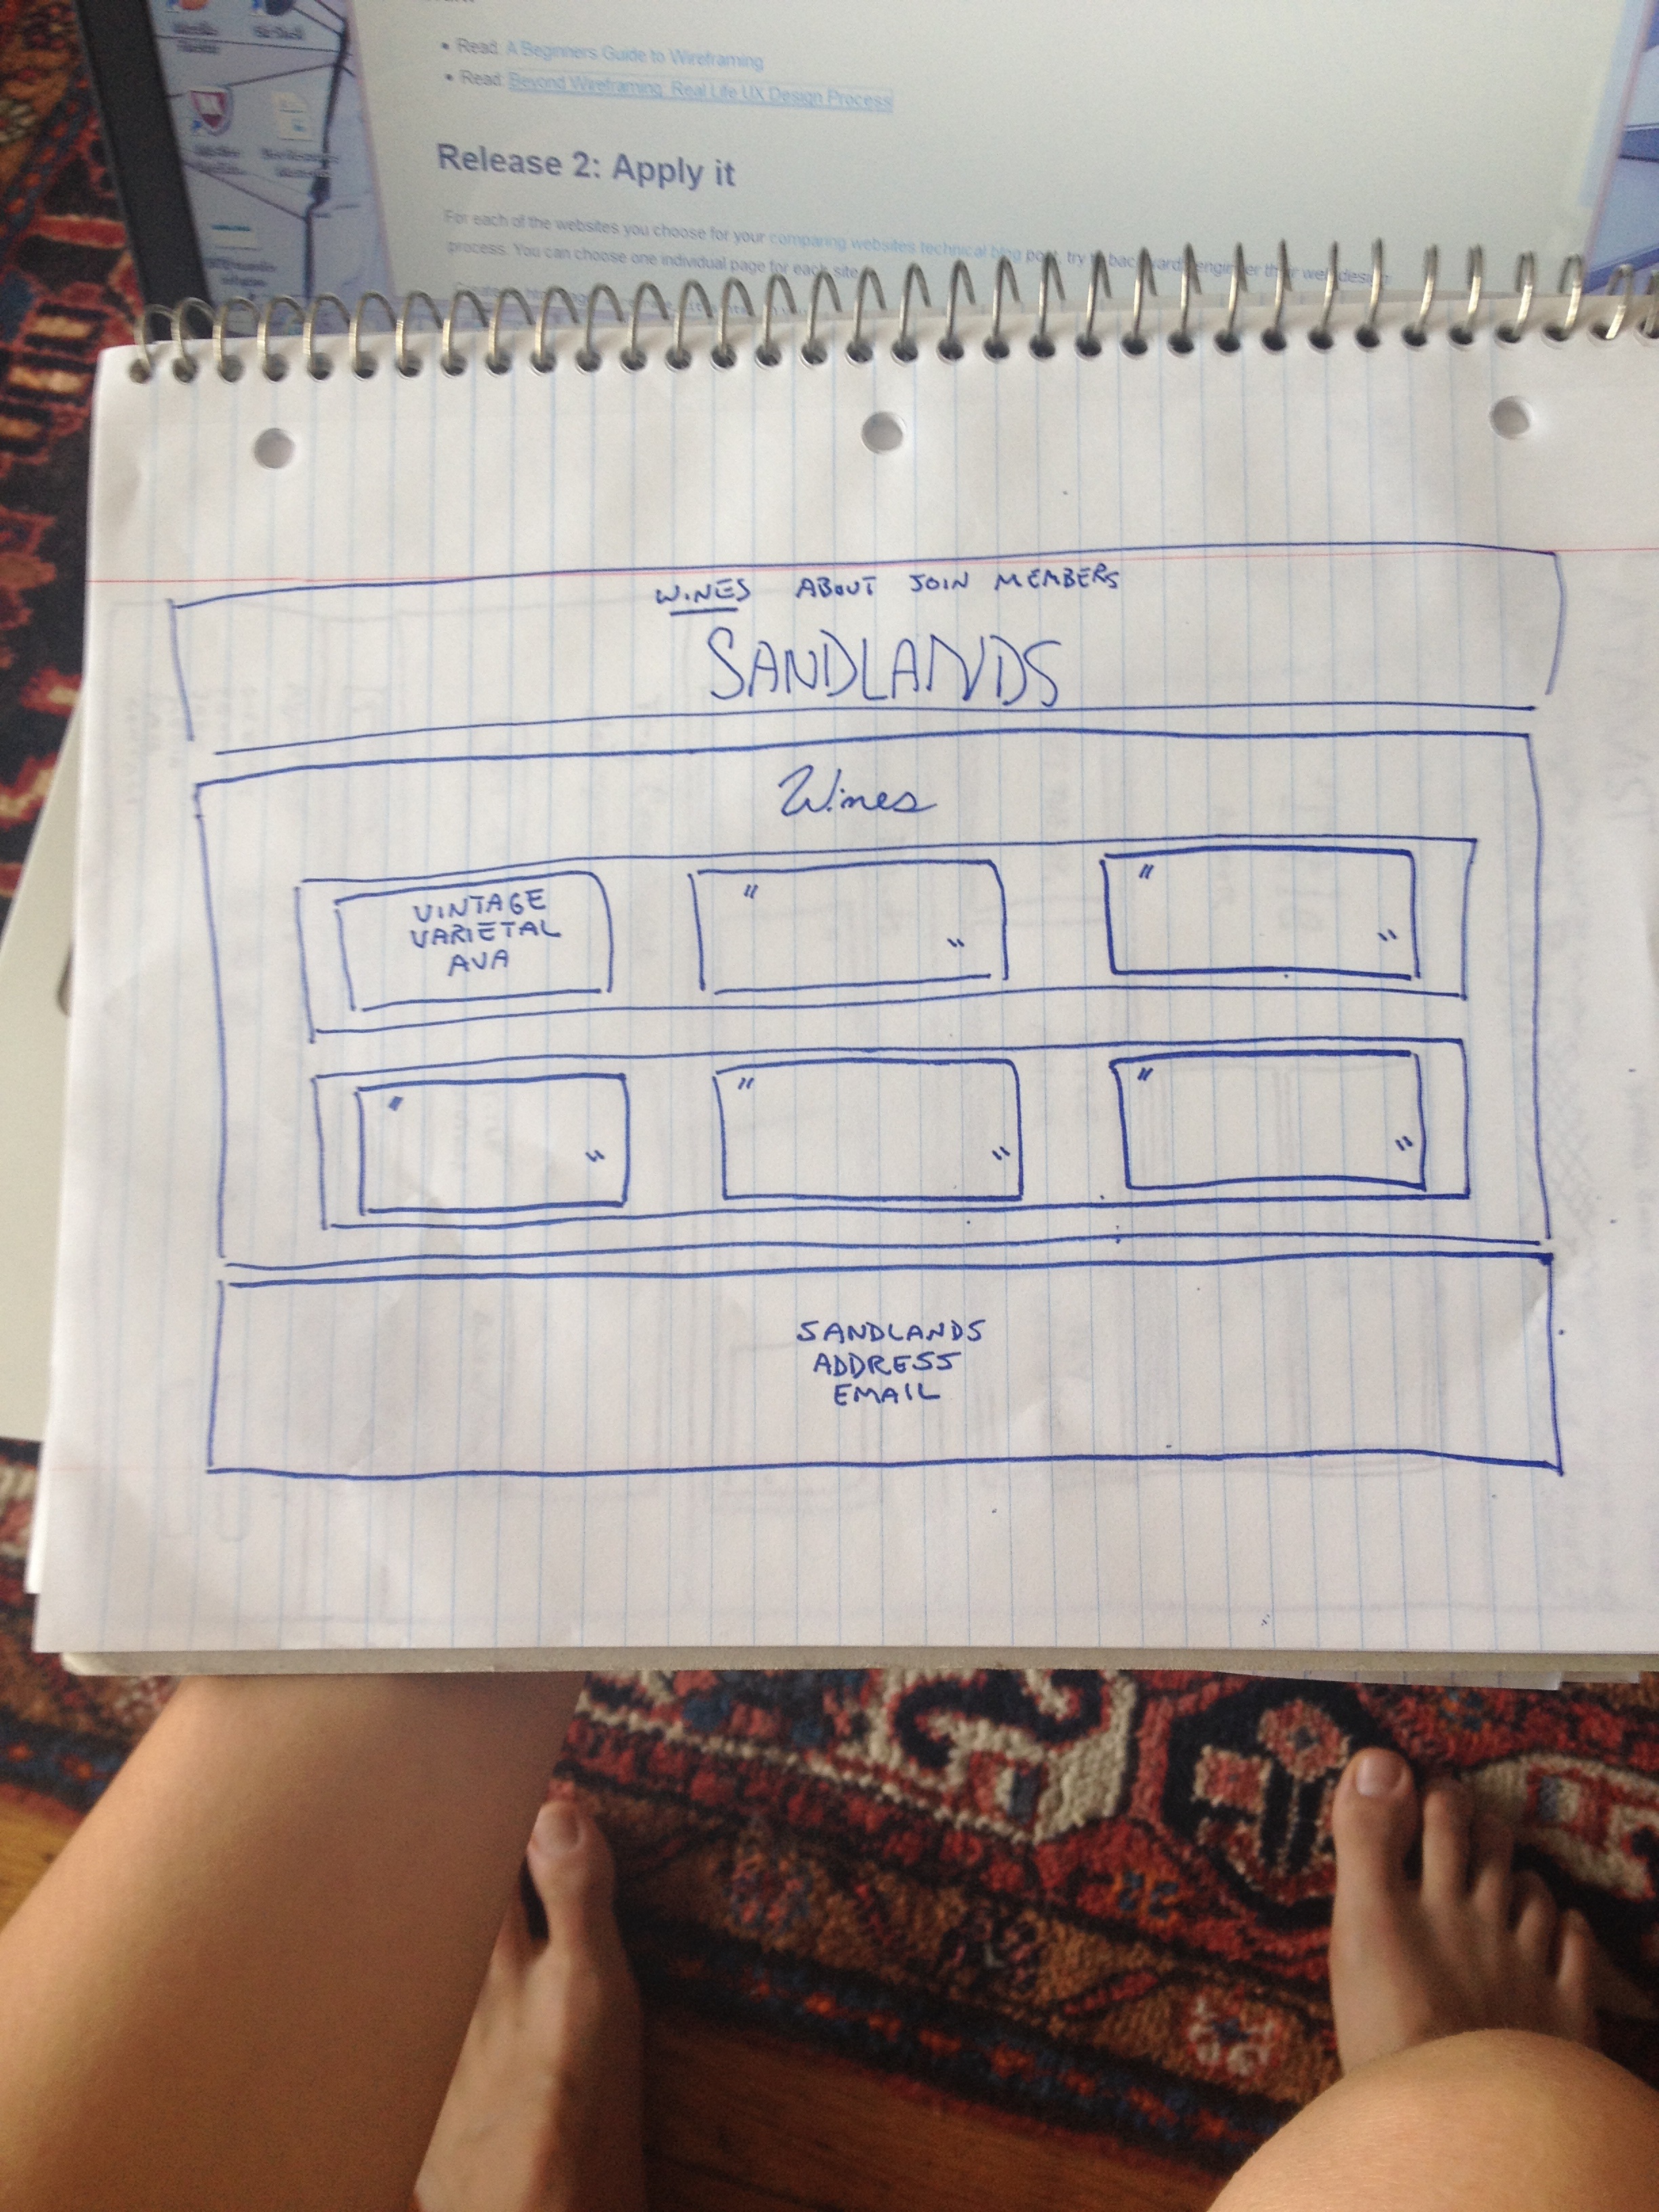 Read: A Beginners Guide to Wireframing
Read: Beyond Wireframing: Real Life UX Design Process
Release 2: Apply it
For each of the websites you choose for your comparing websites technical blog post, try to backward engineer their web design
process. You can choose one individual page for each site.
WINES ABOUT JOIN MEMBERS
SANDLANDS
Wines
VINTAGE
VARIETAL
AVA
" "
" "
" "
" "
" "
SANDLANDS
ADDRESS
EMAIL